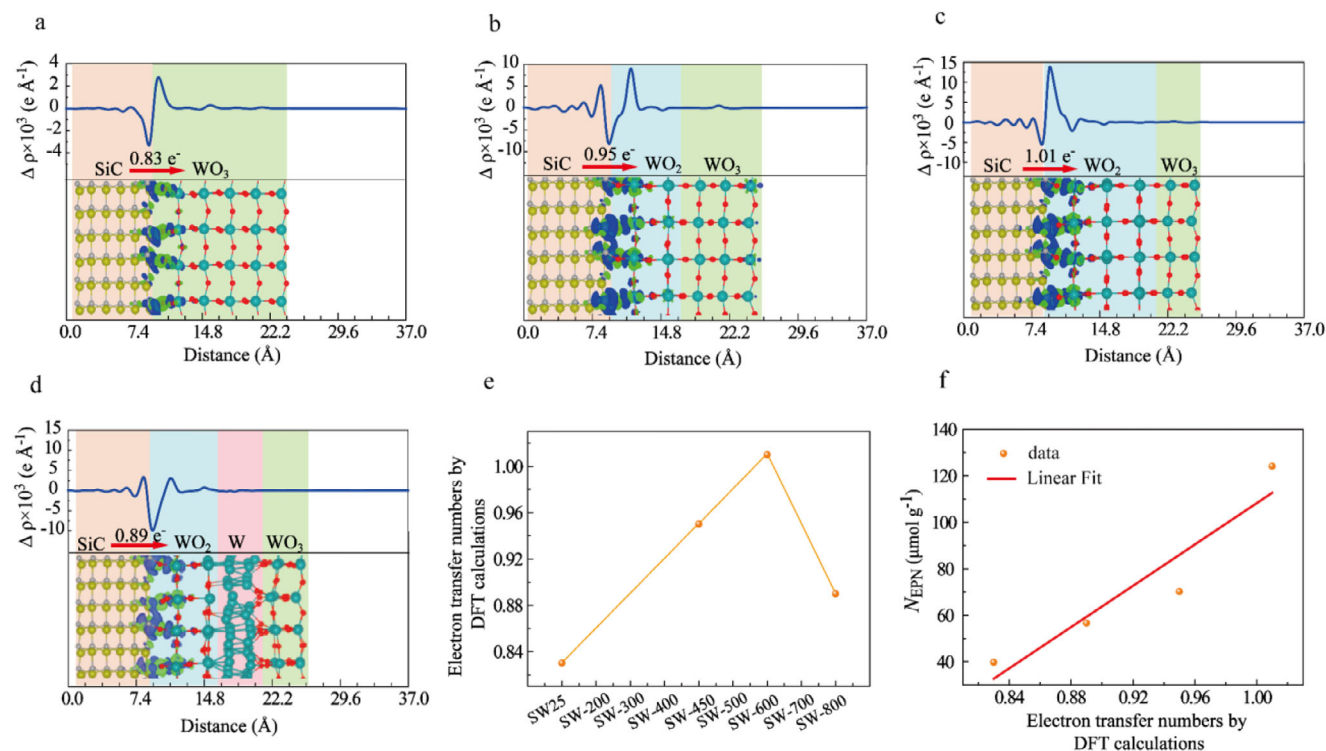 a
Δ ρ×10³ (e Å⁻¹)
4
2
0
-2
-4
SiC 0.83 e⁻ WO₃
0.0 7.4 14.8 22.2 29.6 37.0
Distance (Å)
b
Δ ρ×10³ (e Å⁻¹)
10
5
0
-5
-10
SiC 0.95 e⁻ WO₂ WO₃
0.0 7.4 14.8 22.2 29.6 37.0
Distance (Å)
c
Δ ρ×10³ (e Å⁻¹)
15
10
5
0
-5
-10
-15
SiC 1.01 e⁻ WO₂ WO₃
0.0 7.4 14.8 22.2 29.6 37.0
Distance (Å)
d
Δ ρ×10³ (e Å⁻¹)
15
10
5
0
-5
-10
SiC 0.89 e⁻ WO₂ W WO₃
0.0 7.4 14.8 22.2 29.6 37.0
Distance (Å)
e
Electron transfer numbers by
DFT calculations
1.00
0.96
0.92
0.88
0.84
SW25 SW-200 SW-300 SW-400 SW-450 SW-500 SW-600 SW-700 SW-800
f
N_EPN (μmol g⁻¹)
140
120
100
80
60
40
data
Linear Fit
0.84 0.88 0.92 0.96 1.00
Electron transfer numbers by
DFT calculations